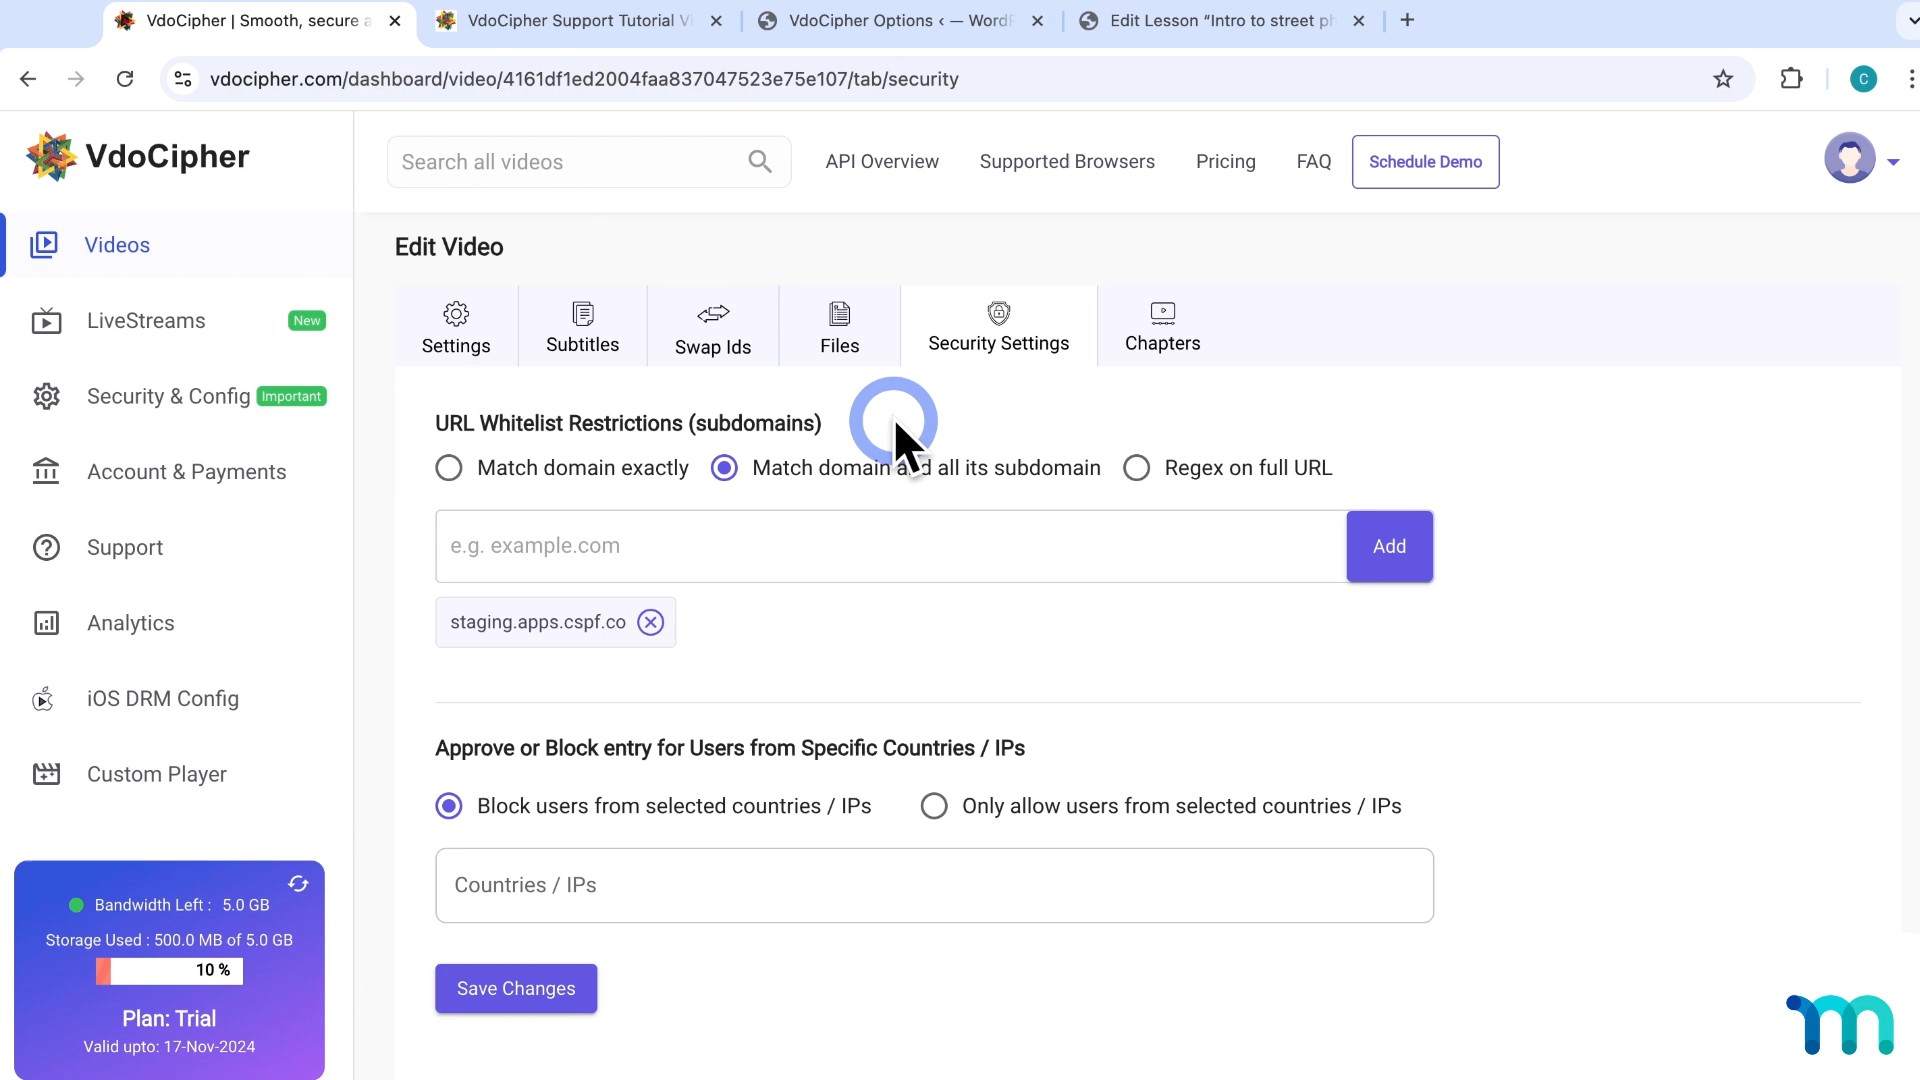 VdoCipher | Smooth, secure a
VdoCipher Support Tutorial Vi
VdoCipher Options ‹ — WordP
Edit Lesson “Intro to street ph
vdocipher.com/dashboard/video/4161df1ed2004faa837047523e75e107/tab/security
C
VdoCipher
Search all videos
API Overview
Supported Browsers
Pricing
FAQ
Schedule Demo
Videos
LiveStreams New
Security & Config Important
Account & Payments
Support
Analytics
iOS DRM Config
Custom Player
Bandwidth Left : 5.0 GB
Storage Used : 500.0 MB of 5.0 GB
10 %
Plan: Trial
Valid upto: 17-Nov-2024
Edit Video
Settings
Subtitles
Swap Ids
Files
Security Settings
Chapters
URL Whitelist Restrictions (subdomains)
Match domain exactly
Match domain and all its subdomain
Regex on full URL
e.g. example.com
Add
staging.apps.cspf.co
Approve or Block entry for Users from Specific Countries / IPs
Block users from selected countries / IPs
Only allow users from selected countries / IPs
Countries / IPs
Save Changes
m